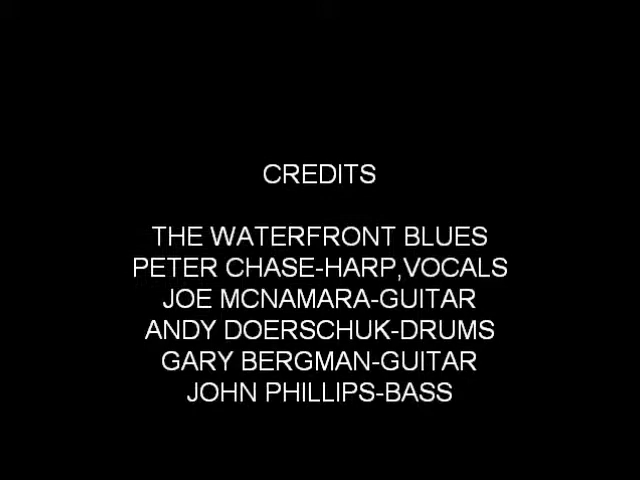 CREDITS
THE WATERFRONT BLUES
PETER CHASE-HARP,VOCALS
JOE MCNAMARA-GUITAR
ANDY DOERSCHUK-DRUMS
GARY BERGMAN-GUITAR
JOHN PHILLIPS-BASS